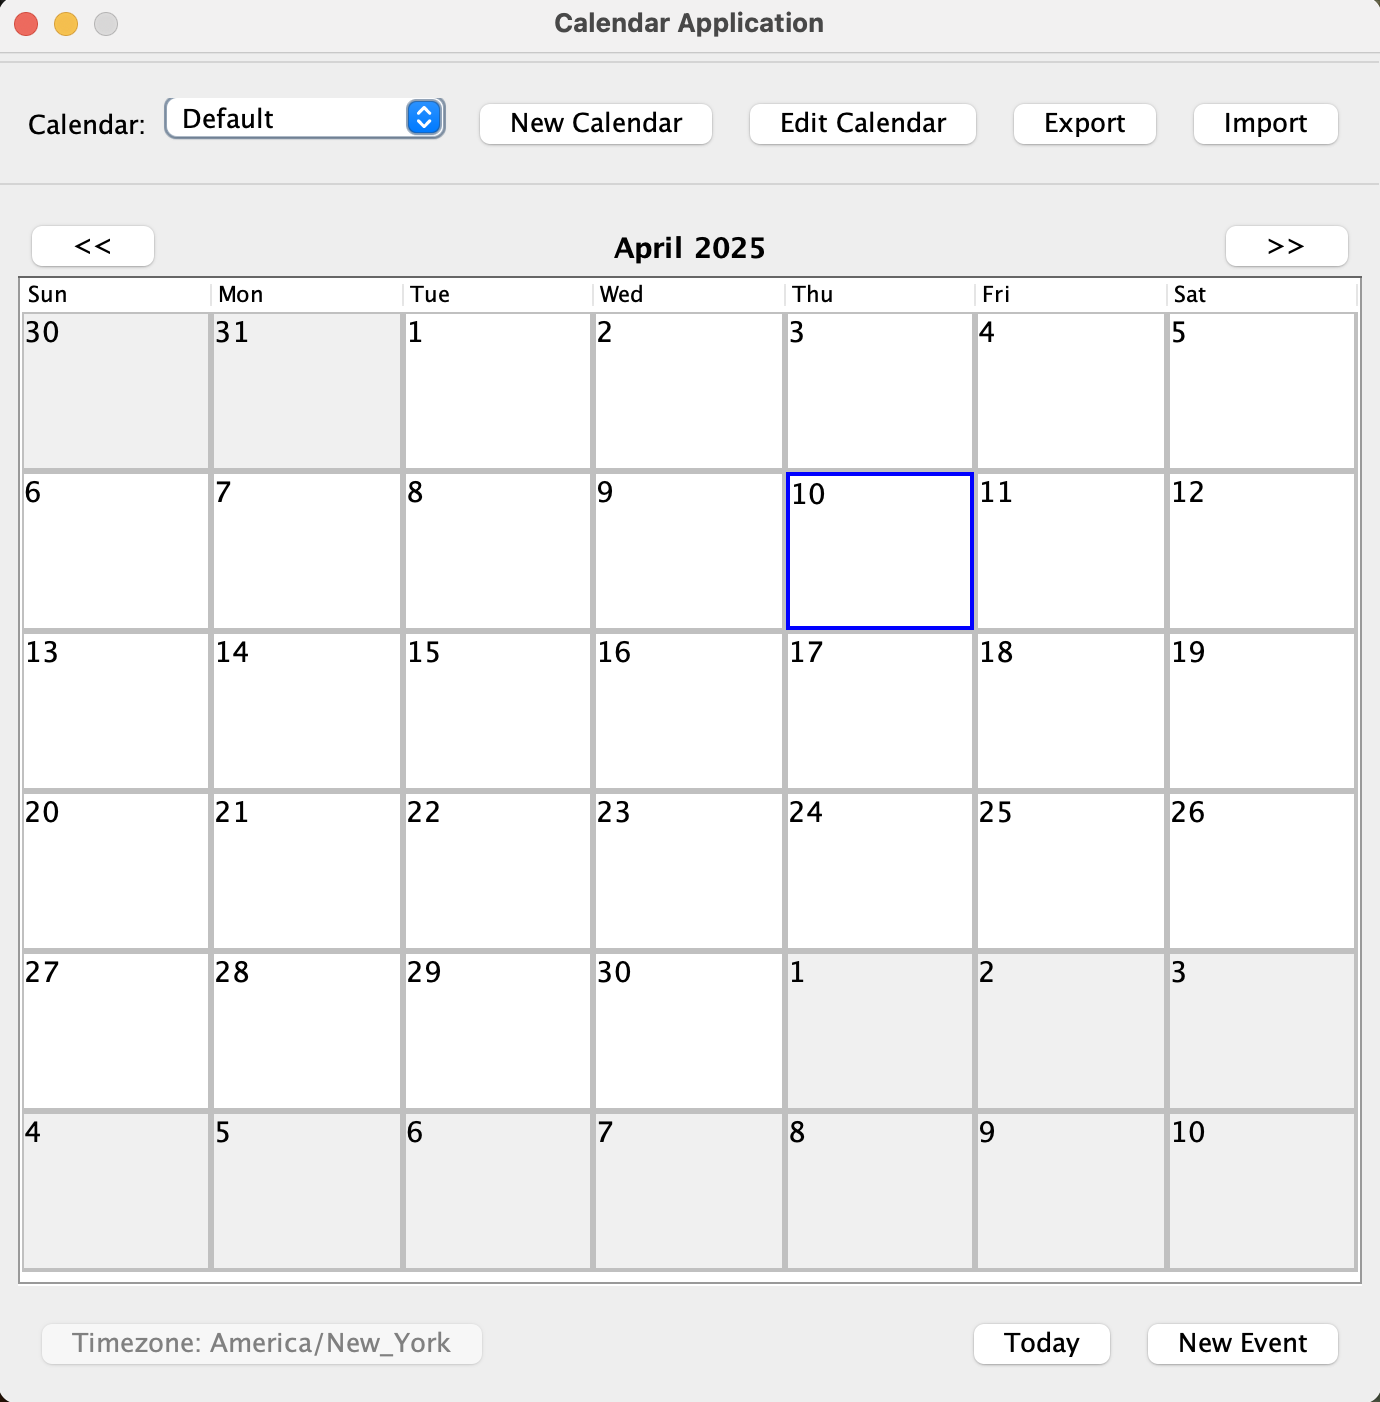 Calendar Application
Calendar: Default New Calendar Edit Calendar Export Import
<< April 2025 >>
Sun Mon Tue Wed Thu Fri Sat
30 31 1 2 3 4 5
6 7 8 9 10 11 12
13 14 15 16 17 18 19
20 21 22 23 24 25 26
27 28 29 30 1 2 3
4 5 6 7 8 9 10
Timezone: America/New_York Today New Event